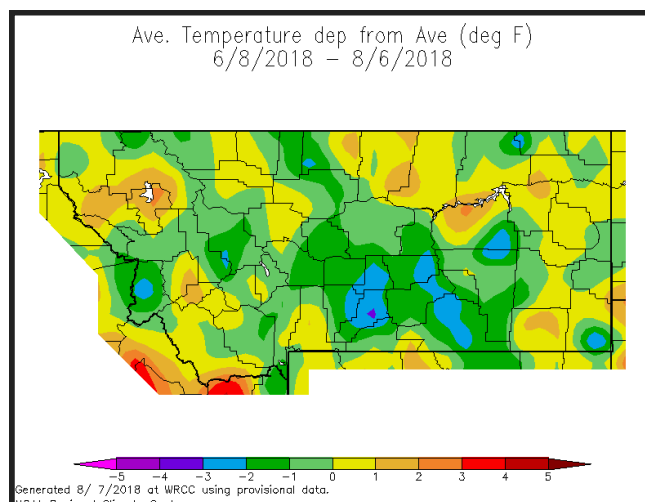 Ave. Temperature dep from Ave (deg F)
6/8/2018 – 8/6/2018
-5 -4 -3 -2 -1 0 1 2 3 4 5
Generated 8/ 7/2018 at WRCC using provisional data.